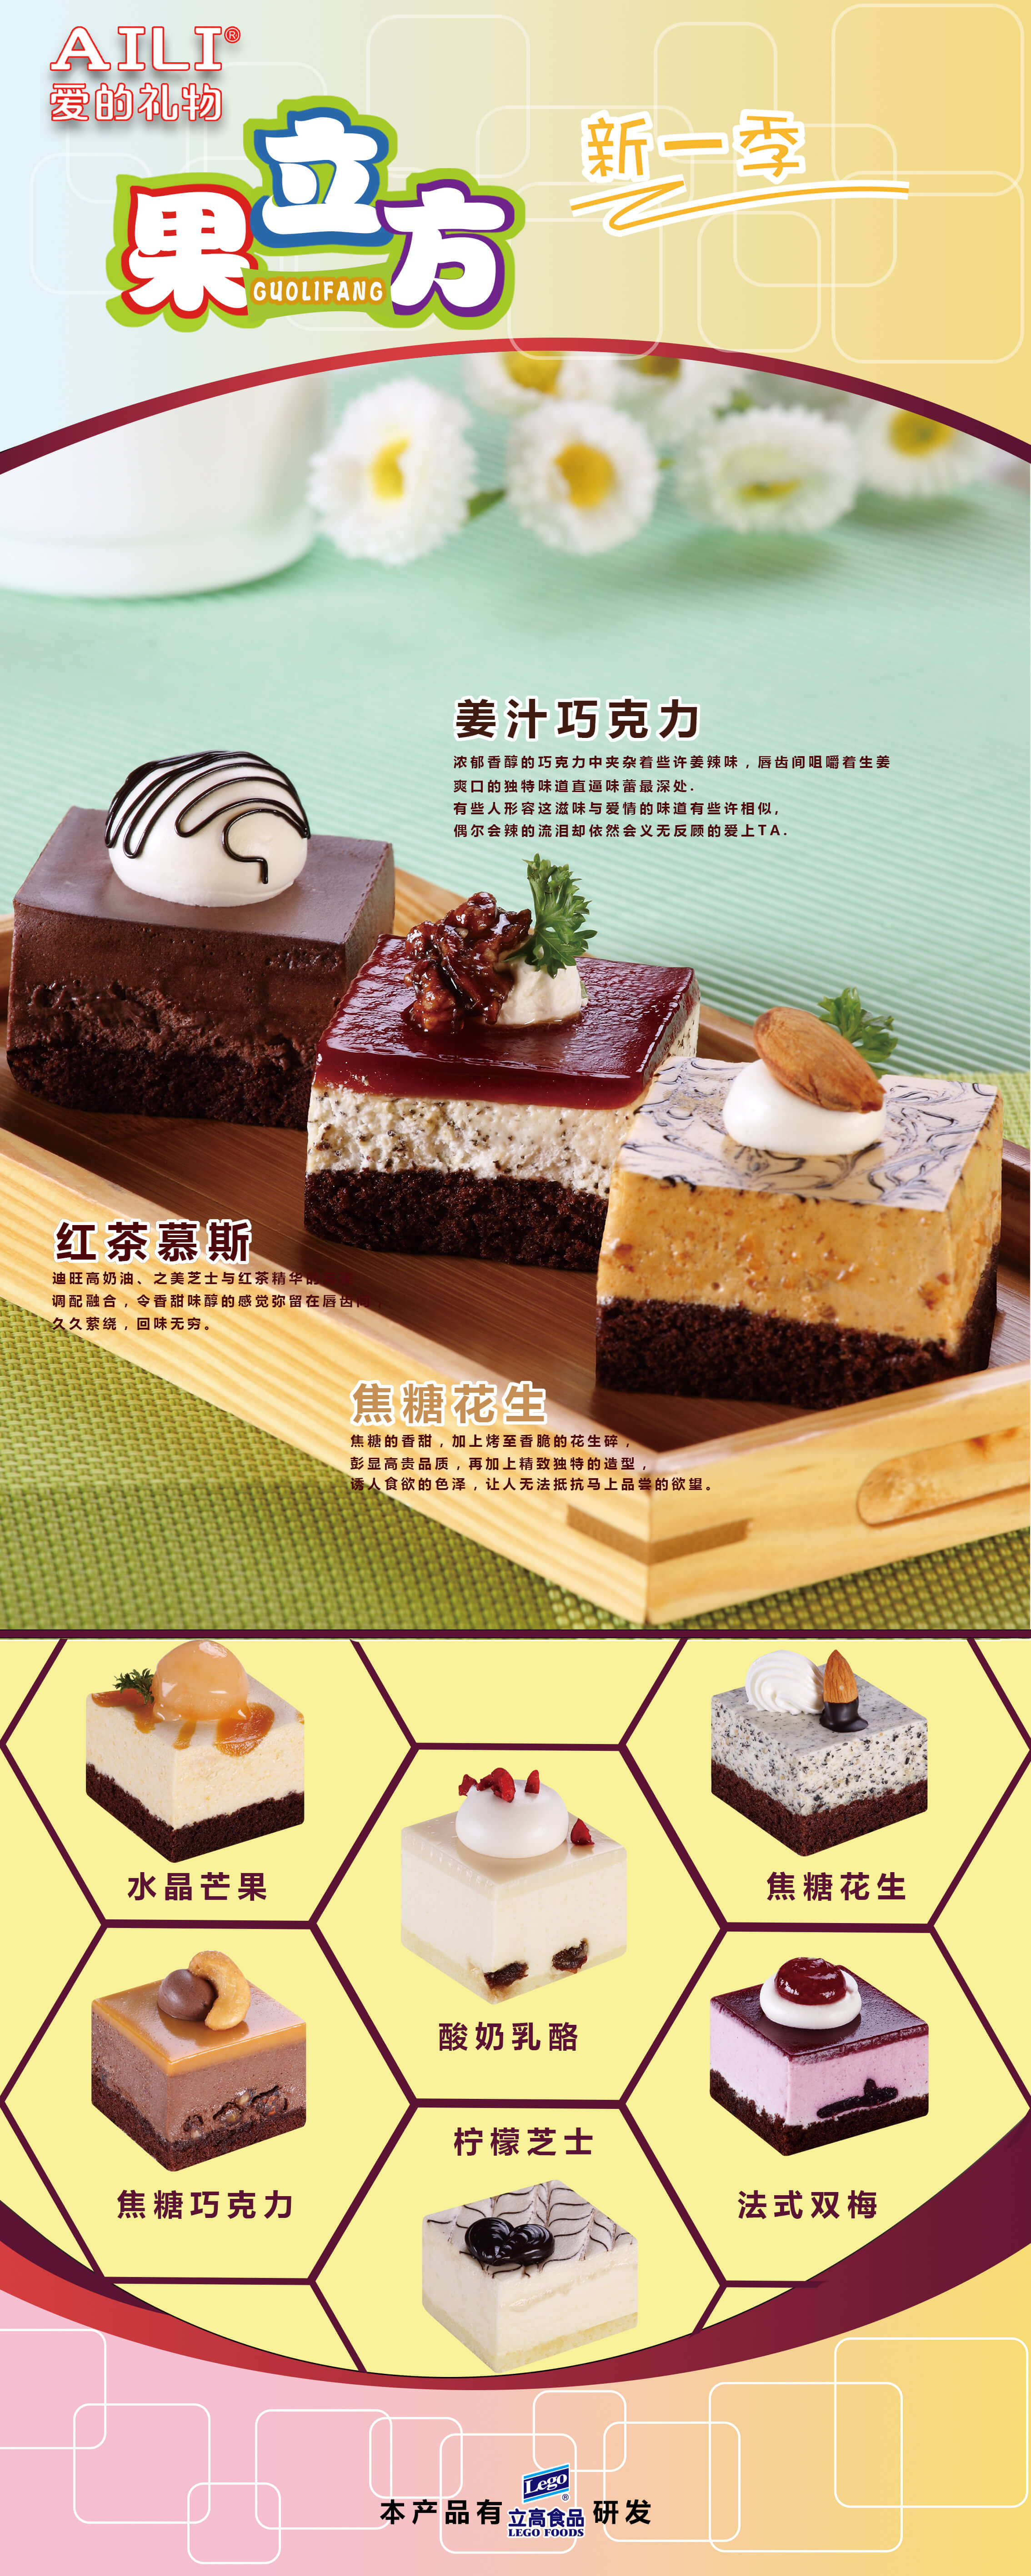 AILI®
爱的礼物
果立方
GUOLIFANG
新一季
姜汁巧克力
浓郁香醇的巧克力中夹杂着些许姜辣味，唇齿间咀嚼着生姜
爽口的独特味道直逼味蕾最深处.
有些人形容这滋味与爱情的味道有些许相似,
偶尔会辣的流泪却依然会义无反顾的爱上TA.
红茶慕斯
迪旺高奶油、之美芝士与红茶精华的
调配融合，令香甜味醇的感觉弥留在唇齿
久久萦绕，回味无穷。
焦糖花生
焦糖的香甜，加上烤至香脆的花生碎，
彭显高贵品质，再加上精致独特的造型，
诱人食欲的色泽，让人无法抵抗马上品尝的欲望。
水晶芒果
焦糖花生
酸奶乳酪
焦糖巧克力
柠檬芝士
法式双梅
本产品有
Lego®
立高食品
LEGO FOODS
研发